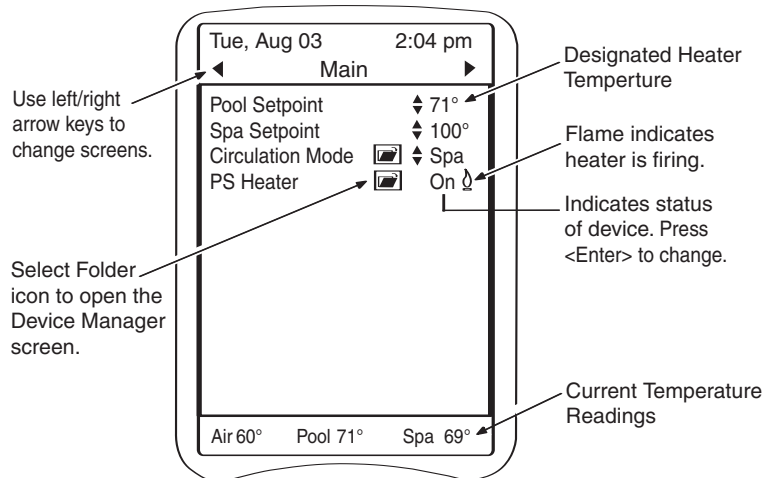 Tue, Aug 03 2:04 pm
Main
Pool Setpoint 71°
Spa Setpoint 100°
Circulation Mode Spa
PS Heater On
Air 60° Pool 71° Spa 69°
Use left/right
arrow keys to
change screens.
Select Folder
icon to open the
Device Manager
screen.
Designated Heater
Temperture
Flame indicates
heater is firing.
Indicates status
of device. Press
<Enter> to change.
Current Temperature
Readings